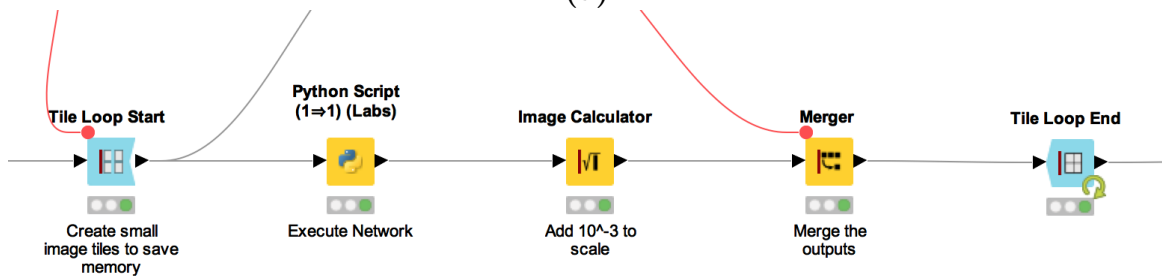 Tile Loop Start
Create small
image tiles to save
memory
Python Script
(1⇒1) (Labs)
Execute Network
Image Calculator
Add 10^-3 to
scale
Merger
Merge the
outputs
Tile Loop End